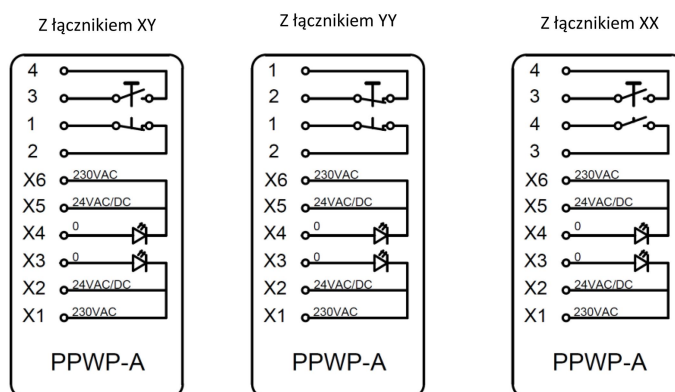 Z łącznikiem XY
4
3
1
2
X6 230VAC
X5 24VAC/DC
X4 0
X3 0
X2 24VAC/DC
X1 230VAC
PPWP-A
Z łącznikiem YY
1
2
1
2
X6 230VAC
X5 24VAC/DC
X4 0
X3 0
X2 24VAC/DC
X1 230VAC
PPWP-A
Z łącznikiem XX
4
3
4
3
X6 230VAC
X5 24VAC/DC
X4 0
X3 0
X2 24VAC/DC
X1 230VAC
PPWP-A